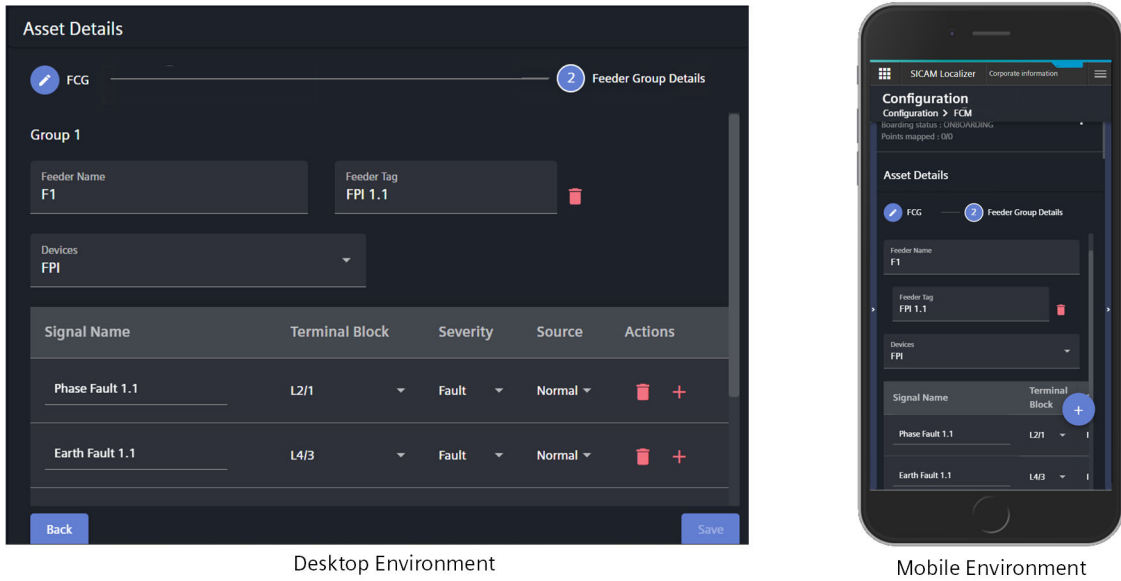 Asset Details
FCG
2
Feeder Group Details
Group 1
Feeder Name
F1
Feeder Tag
FPI 1.1
Devices
FPI
Signal Name Terminal Block Severity Source Actions
Phase Fault 1.1 L2/1 Fault Normal +
Earth Fault 1.1 L4/3 Fault Normal +
Back Save
Desktop Environment
SICAM Localizer Corporate information
Configuration
Configuration > FCM
Boarding status : ONBOARDING
Points mapped : 0/0
Asset Details
FCG
2
Feeder Group Details
Feeder Name
F1
Feeder Tag
FPI 1.1
Devices
FPI
Signal Name Terminal Block
+
Phase Fault 1.1 L2/1
Earth Fault 1.1 L4/3
Mobile Environment